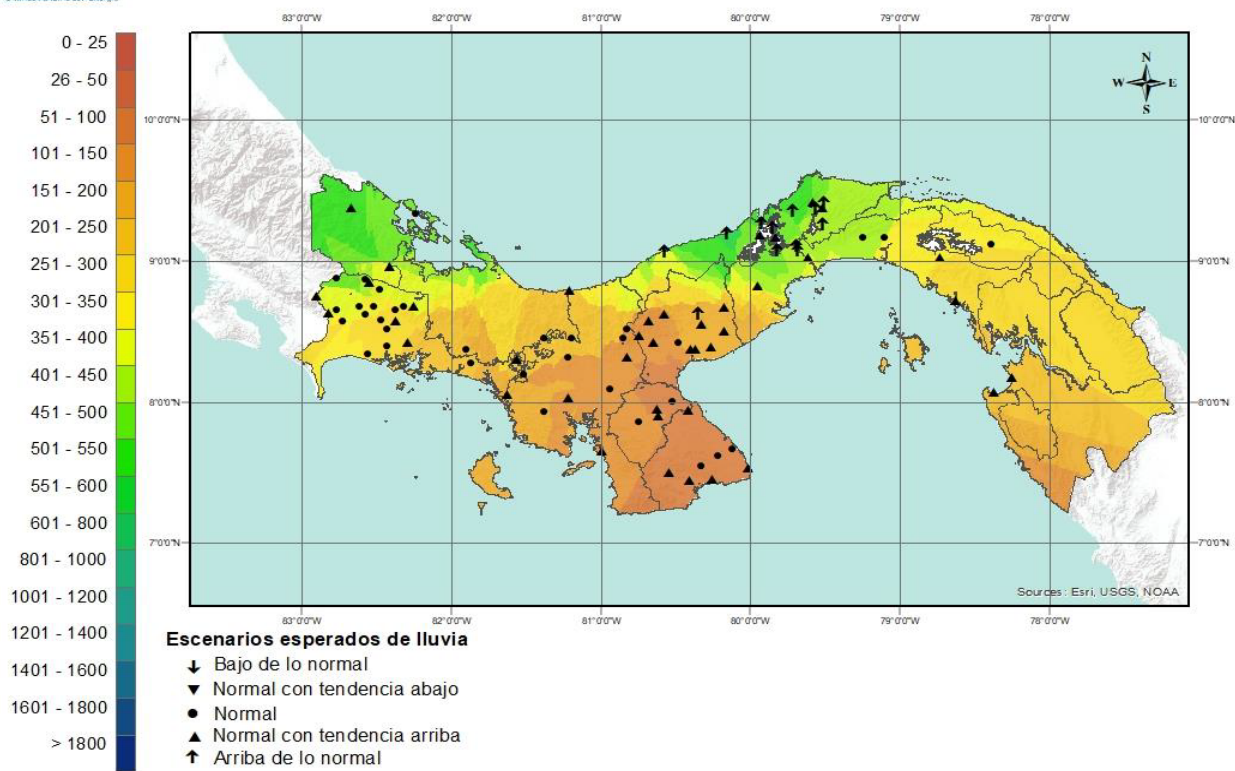 83°0'0"W 82°0'0"W 81°0'0"W 80°0'0"W 79°0'0"W 78°0'0"W
0 - 25
26 - 50
51 - 100
101 - 150
151 - 200
201 - 250
251 - 300
301 - 350
351 - 400
401 - 450
451 - 500
501 - 550
551 - 600
601 - 800
801 - 1000
1001 - 1200
1201 - 1400
1401 - 1600
1601 - 1800
> 1800
N
W E
S
10°0'0"N 10°0'0"N
9°0'0"N 9°0'0"N
8°0'0"N 8°0'0"N
7°0'0"N 7°0'0"N
Sources: Esri, USGS, NOAA
83°0'0"W 82°0'0"W 81°0'0"W 80°0'0"W 79°0'0"W 78°0'0"W
Escenarios esperados de lluvia
Bajo de lo normal
Normal con tendencia abajo
Normal
Normal con tendencia arriba
Arriba de lo normal